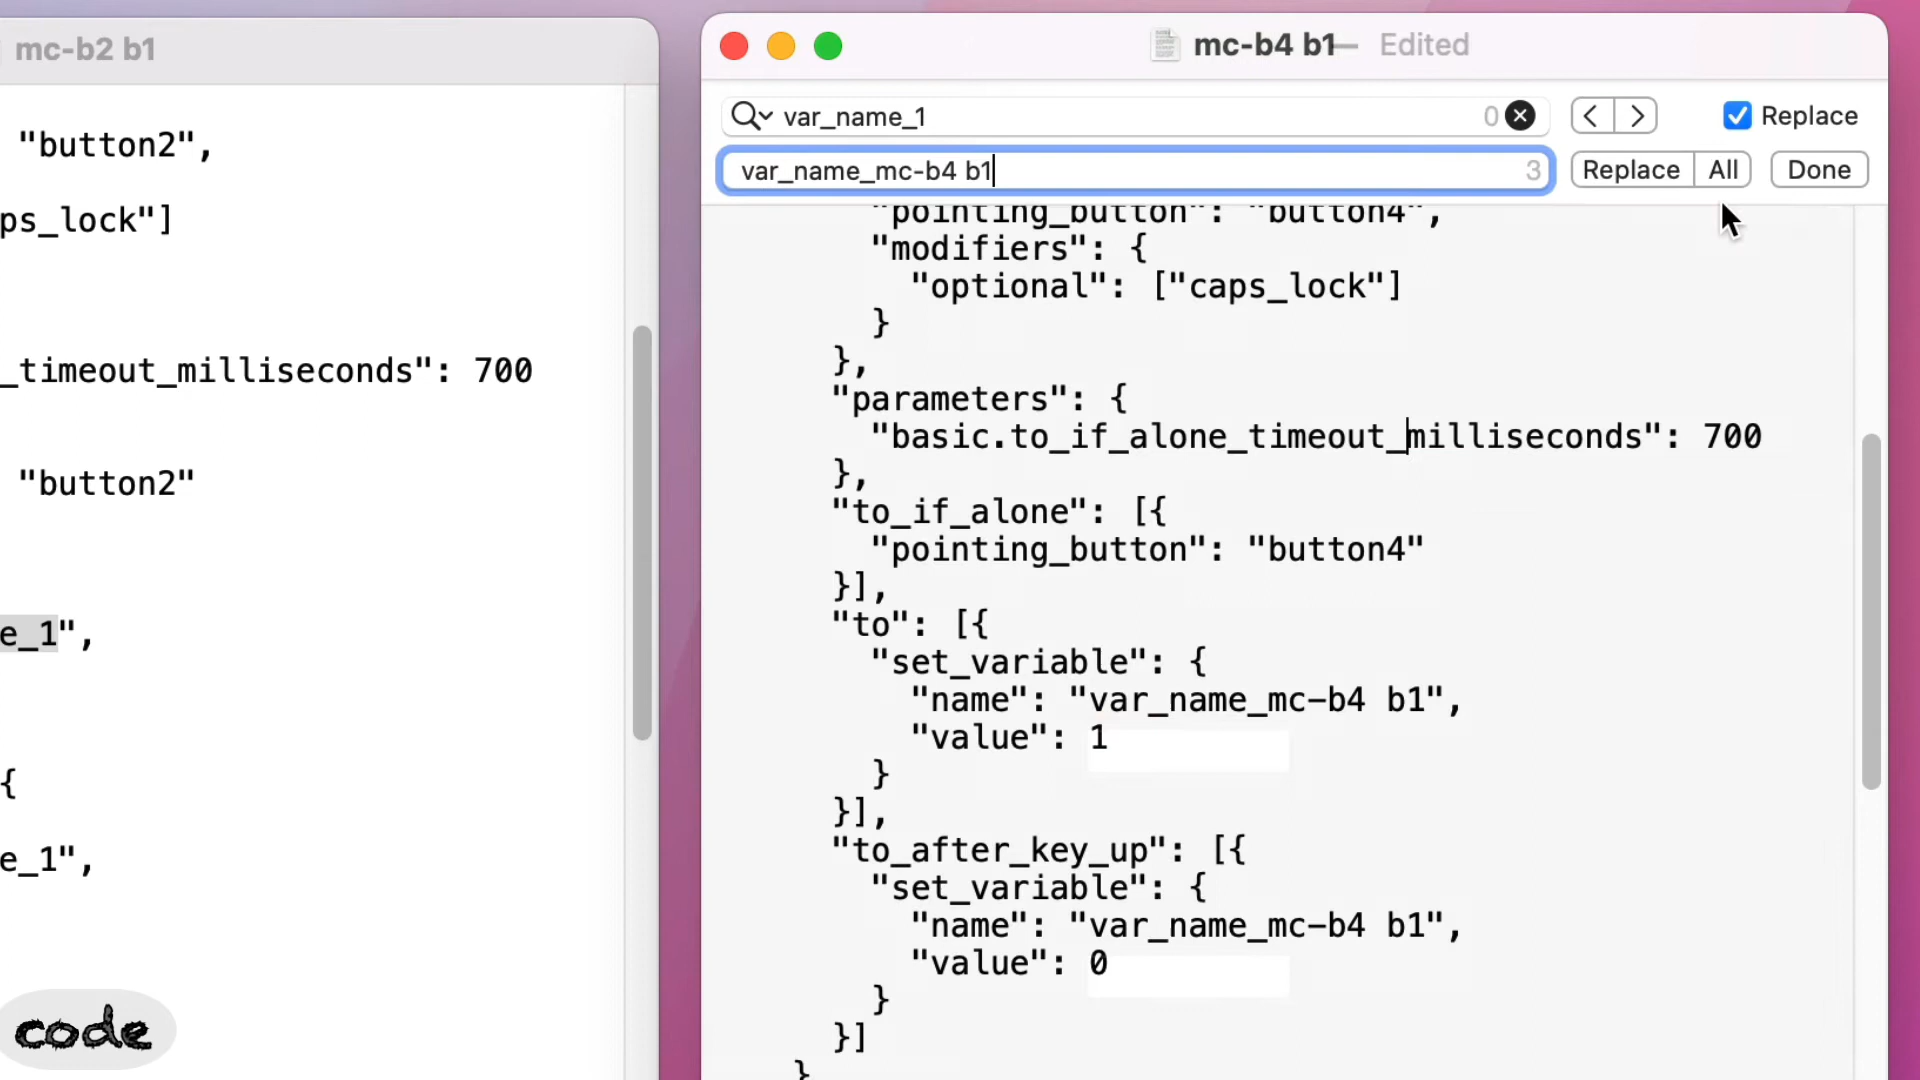 mc-b2 b1
"button2",
ps_lock"]
_timeout_milliseconds": 700
"button2"
e_1",
{
e_1",
code
mc-b4 b1 — Edited
var_name_1 0
Replace
var_name_mc-b4 b1 3
Replace All Done
"pointing_button": "button4",
"modifiers": {
"optional": ["caps_lock"]
}
},
"parameters": {
"basic.to_if_alone_timeout_milliseconds": 700
},
"to_if_alone": [{
"pointing_button": "button4"
}],
"to": [{
"set_variable": {
"name": "var_name_mc-b4 b1",
"value": 1
}
}],
"to_after_key_up": [{
"set_variable": {
"name": "var_name_mc-b4 b1",
"value": 0
}
}]
}